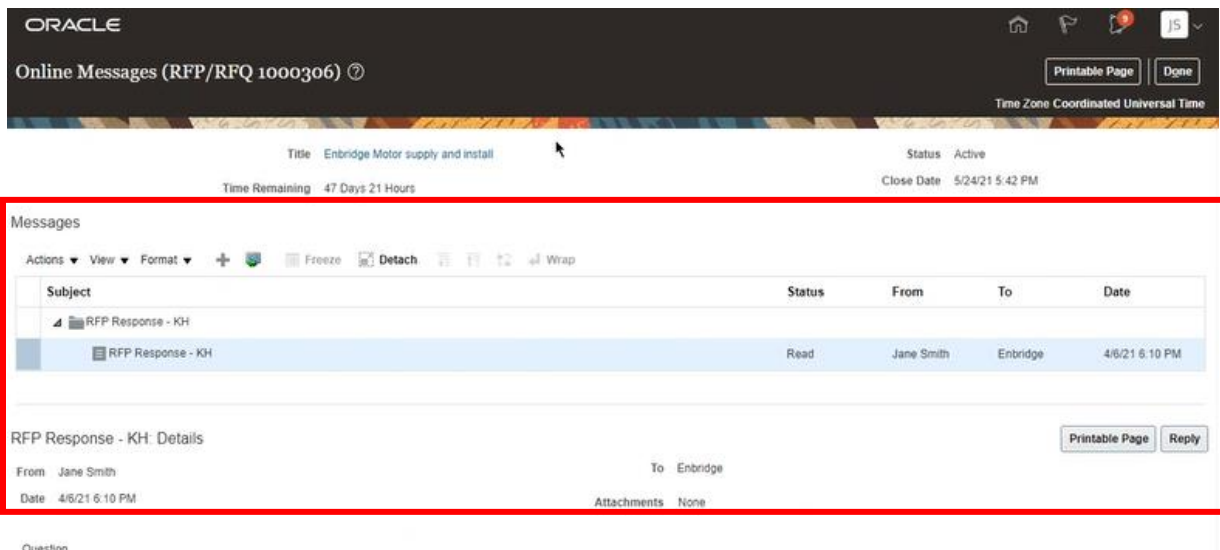 ORACLE
9
JS
Online Messages (RFP/RFQ 1000306)
Printable Page
Done
Time Zone Coordinated Universal Time
Title Enbridge Motor supply and install
Status Active
Time Remaining 47 Days 21 Hours
Close Date 5/24/21 5:42 PM
Messages
Actions View Format Freeze Detach Wrap
Subject Status From To Date
RFP Response - KH
RFP Response - KH Read Jane Smith Enbridge 4/6/21 6:10 PM
RFP Response - KH: Details
Printable Page Reply
From Jane Smith
To Enbridge
Date 4/6/21 6:10 PM
Attachments None
Question